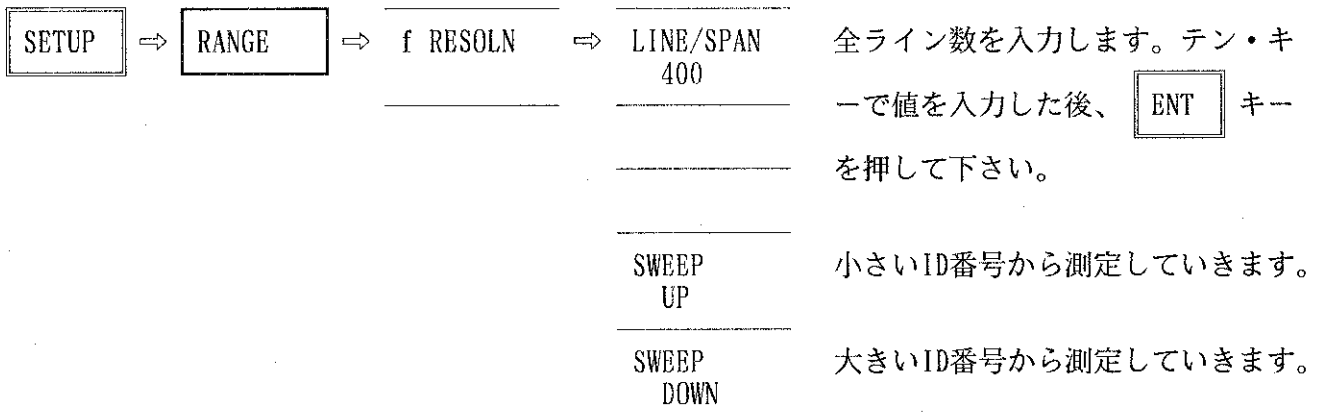 SETUP ⇨ RANGE ⇨ f RESOLN ⇨ LINE/SPAN 全ライン数を入力します。テン・キ
400
ーで値を入力した後、 ENT キー
を押して下さい。
SWEEP 小さいID番号から測定していきます。
UP
SWEEP 大きいID番号から測定していきます。
DOWN